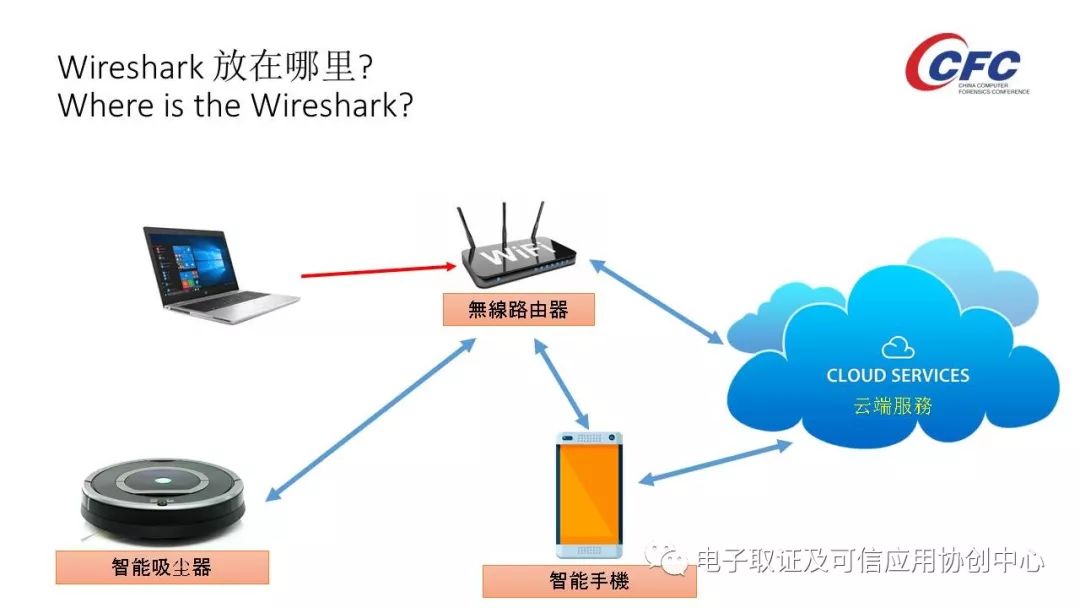 Wireshark 放在哪里?
Where is the Wireshark?
CFC
CHINA COMPUTER
FORENSICS CONFERENCE
WiFi
無線路由器
CLOUD SERVICES
云端服務
智能吸尘器
智能手機
电子取证及可信应用协创中心